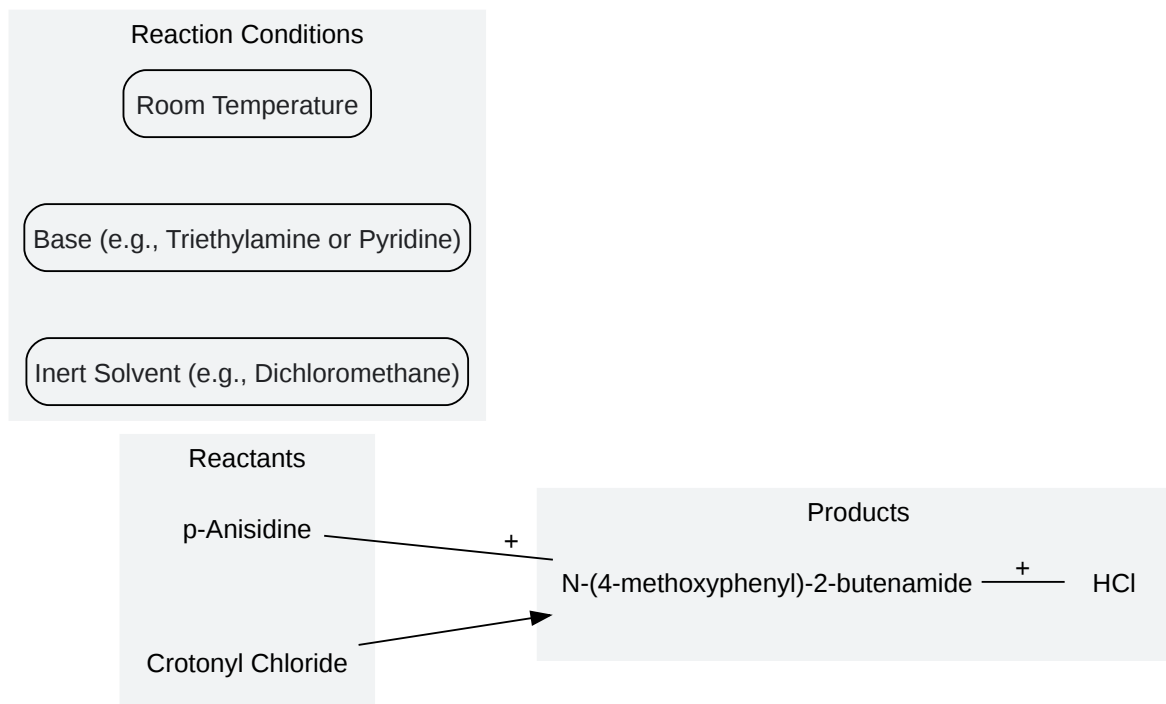 Reaction Conditions
Room Temperature
Base (e.g., Triethylamine or Pyridine)
Inert Solvent (e.g., Dichloromethane)
Reactants
p-Anisidine
Crotonyl Chloride
+
Products
N-(4-methoxyphenyl)-2-butenamide
+
HCl